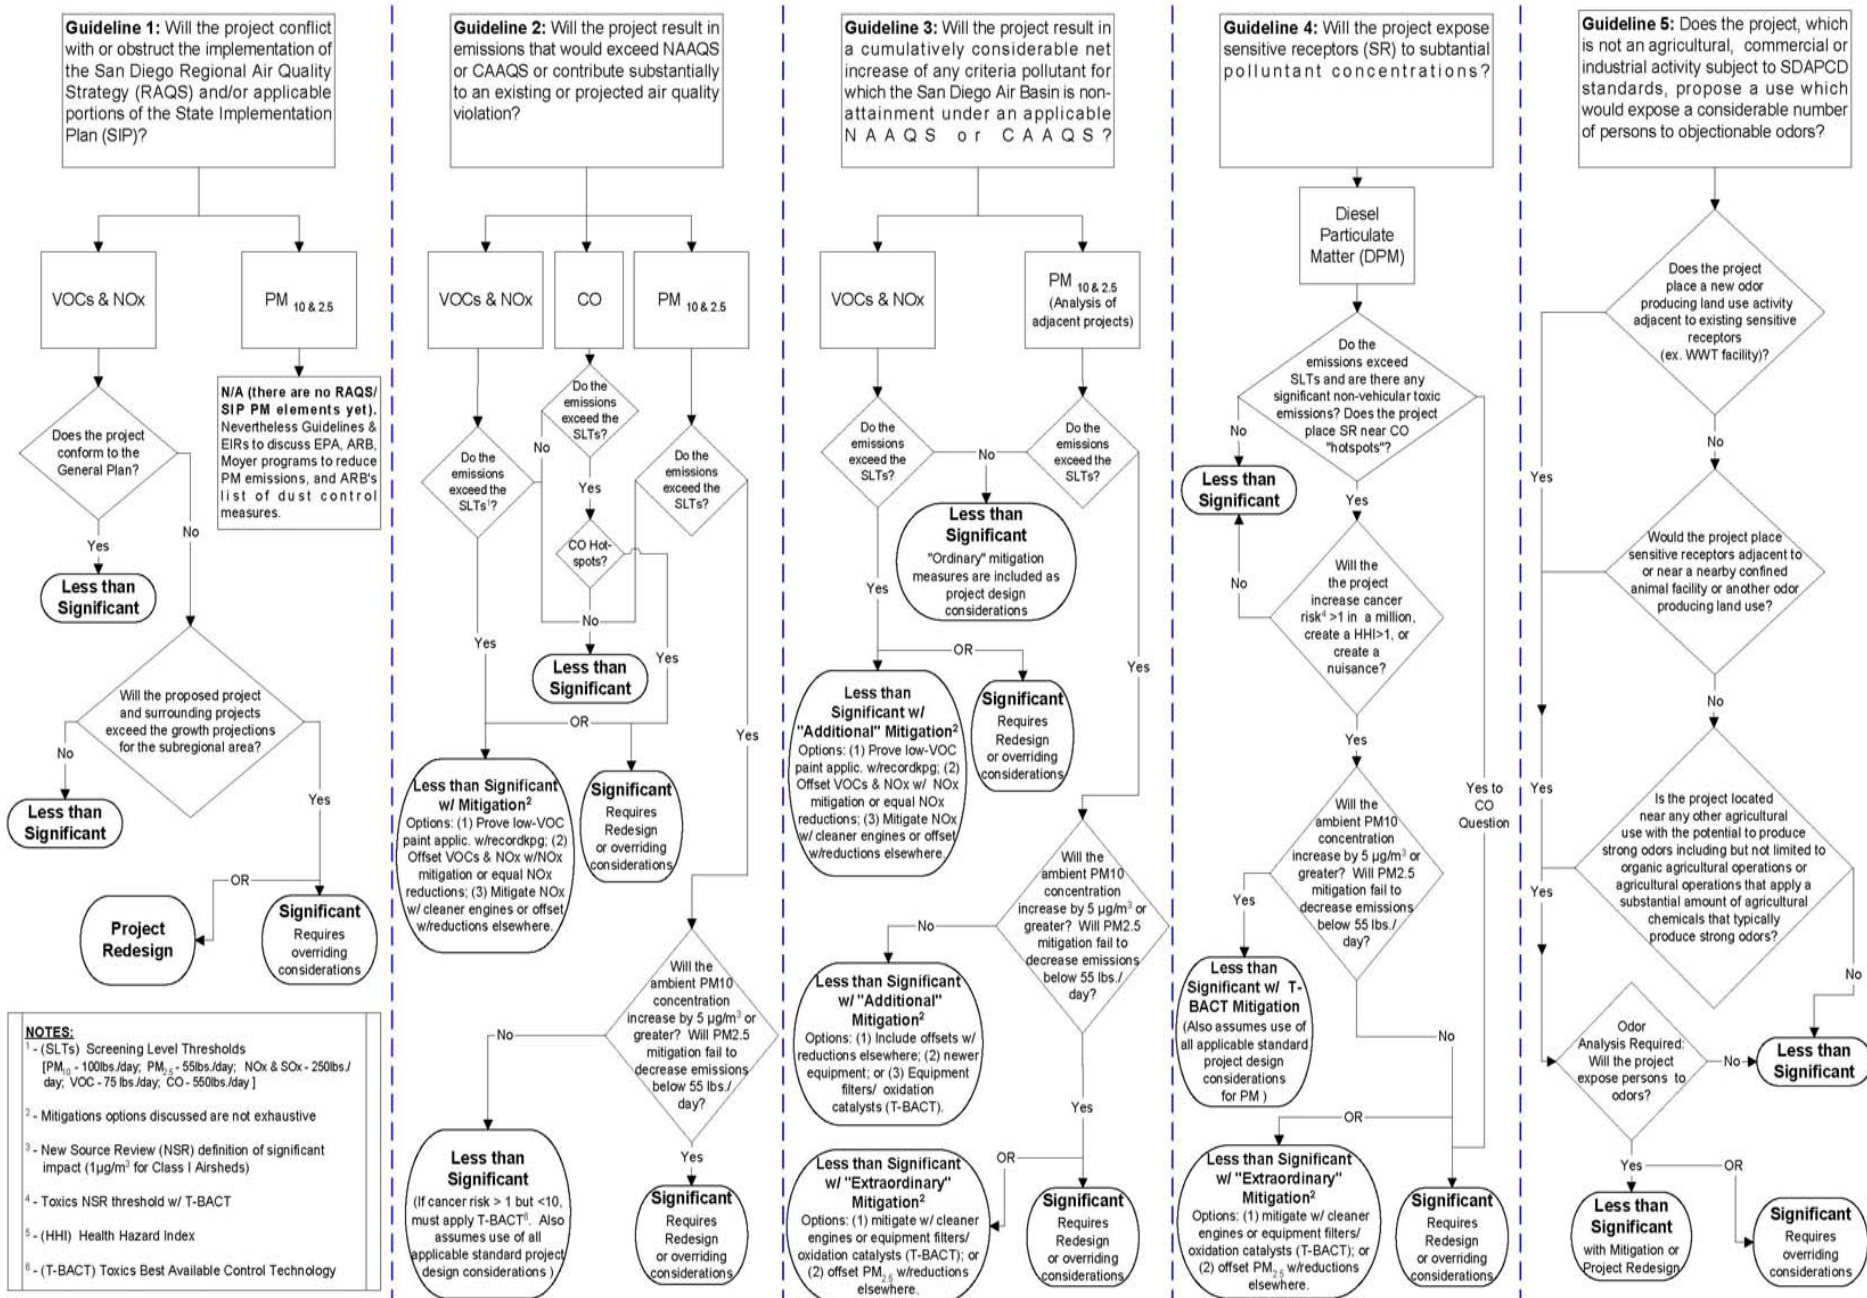 Guideline 1: Will the project conflict
with or obstruct the implementation of
the San Diego Regional Air Quality
Strategy (RAQS) and/or applicable
portions of the State Implementation
Plan (SIP)?
VOCs & NOx
PM 10 & 2.5
Does the project
conform to the
General Plan?
N/A (there are no RAQS/
SIP PM elements yet).
Nevertheless Guidelines &
EIRs to discuss EPA, ARB,
Moyer programs to reduce
PM emissions, and ARB's
list of dust control
measures.
No
Yes
Less than
Significant
Will the proposed project
and surrounding projects
exceed the growth projections
for the subregional area?
No
Yes
Less than
Significant
OR
Project
Redesign
Significant
Requires
overriding
considerations
NOTES:
1 - (SLTs) Screening Level Thresholds
[PM10 - 100lbs./day; PM2.5 - 55lbs./day; NOx & SOx - 250lbs./
day; VOC - 75 lbs./day; CO - 550lbs./day ]
2 - Mitigations options discussed are not exhaustive
3 - New Source Review (NSR) definition of significant
impact (1µg/m3 for Class I Airsheds)
4 - Toxics NSR threshold w/ T-BACT
5 - (HHI) Health Hazard Index
6 - (T-BACT) Toxics Best Available Control Technology
Guideline 2: Will the project result in
emissions that would exceed NAAQS
or CAAQS or contribute substantially
to an existing or projected air quality
violation?
VOCs & NOx
CO
PM 10 & 2.5
Do the
emissions
exceed the
SLTs?
No
Do the
emissions
exceed the
SLTs1?
Do the
emissions
exceed the
SLTs?
Yes
CO Hot-
spots?
No
Yes
Yes
Less than
Significant
OR
Yes
Less than Significant
w/ Mitigation2
Options: (1) Prove low-VOC
paint applic. w/recordkpg; (2)
Offset VOCs & NOx w/NOx
mitigation or equal NOx
reductions; (3) Mitigate NOx
w/ cleaner engines or offset
w/reductions elsewhere.
Significant
Requires
Redesign
or overriding
considerations
Will the
ambient PM10
concentration
increase by 5 µg/m3 or
greater? Will PM2.5
mitigation fail to
decrease emissions
below 55 lbs./
day?
No
Less than
Significant
(If cancer risk > 1 but <10,
must apply T-BACT6. Also
assumes use of all
applicable standard project
design considerations )
Yes
Significant
Requires
Redesign
or overriding
considerations
Guideline 3: Will the project result in
a cumulatively considerable net
increase of any criteria pollutant for
which the San Diego Air Basin is non-
attainment under an applicable
NAAQS or CAAQS?
VOCs & NOx
PM 10 & 2.5
(Analysis of
adjacent projects)
Do the
emissions
exceed the
SLTs?
No
Do the
emissions
exceed the
SLTs?
Less than
Significant
"Ordinary" mitigation
measures are included as
project design
considerations
Yes
OR
Yes
Less than
Significant w/
"Additional" Mitigation2
Options: (1) Prove low-VOC
paint applic. w/recordkpg; (2)
Offset VOCs & NOx w/ NOx
mitigation or equal NOx
reductions; (3) Mitigate NOx
w/ cleaner engines or offset
w/reductions elsewhere.
Significant
Requires
Redesign
or overriding
considerations
Will the
ambient PM10
concentration
increase by 5 µg/m3 or
greater? Will PM2.5
mitigation fail to
decrease emissions
below 55 lbs./
day?
No
Less than Significant
w/ "Additional"
Mitigation2
Options: (1) Include offsets w/
reductions elsewhere; (2) newer
equipment; or (3) Equipment
filters/ oxidation
catalysts (T-BACT).
Yes
OR
Less than Significant
w/ "Extraordinary"
Mitigation2
Options: (1) mitigate w/ cleaner
engines or equipment filters/
oxidation catalysts (T-BACT); or
(2) offset PM2.5 w/reductions
elsewhere.
Significant
Requires
Redesign
or overriding
considerations
Guideline 4: Will the project expose
sensitive receptors (SR) to subtantial
polluntant concentrations?
Diesel
Particulate
Matter (DPM)
Do the
emissions exceed
SLTs and are there any
significant non-vehicular toxic
emissions? Does the project
place SR near CO
"hotspots"?
No
Less than
Significant
Yes
Will the
the project
increase cancer
risk4 >1 in a million,
create a HHI>1, or
create a
nuisance?
No
Yes
Yes to
CO
Question
Will the
ambient PM10
concentration
increase by 5 µg/m3 or
greater? Will PM2.5
mitigation fail to
decrease emissions
below 55 lbs./
day?
Yes
Less than
Significant w/ T-
BACT Mitigation
(Also assumes use of
all applicable standard
project design
considerations
for PM )
No
OR
Less than Significant
w/ "Extraordinary"
Mitigation2
Options: (1) mitigate w/ cleaner
engines or equipment filters/
oxidation catalysts (T-BACT); or
(2) offset PM2.5 w/reductions
elsewhere.
Significant
Requires
Redesign
or overriding
considerations
Guideline 5: Does the project, which
is not an agricultural, commercial or
industrial activity subject to SDAPCD
standards, propose a use which
would expose a considerable number
of persons to objectionable odors?
Does the project
place a new odor
producing land use activity
adjacent to existing sensitive
receptors
(ex. WWT facility)?
No
Yes
Would the project place
sensitive receptors adjacent to
or near a nearby confined
animal facility or another odor
producing land use?
No
Yes
Is the project located
near any other agricultural
use with the potential to produce
strong odors including but not limited to
organic agricultural operations or
agricultural operations that apply a
substantial amount of agricultural
chemicals that typically
produce strong odors?
Yes
No
Odor
Analysis Required:
Will the project
expose persons to
odors?
No
Less than
Significant
Yes
OR
Less than
Significant
with Mitigation or
Project Redesign
Significant
Requires
overriding
considerations